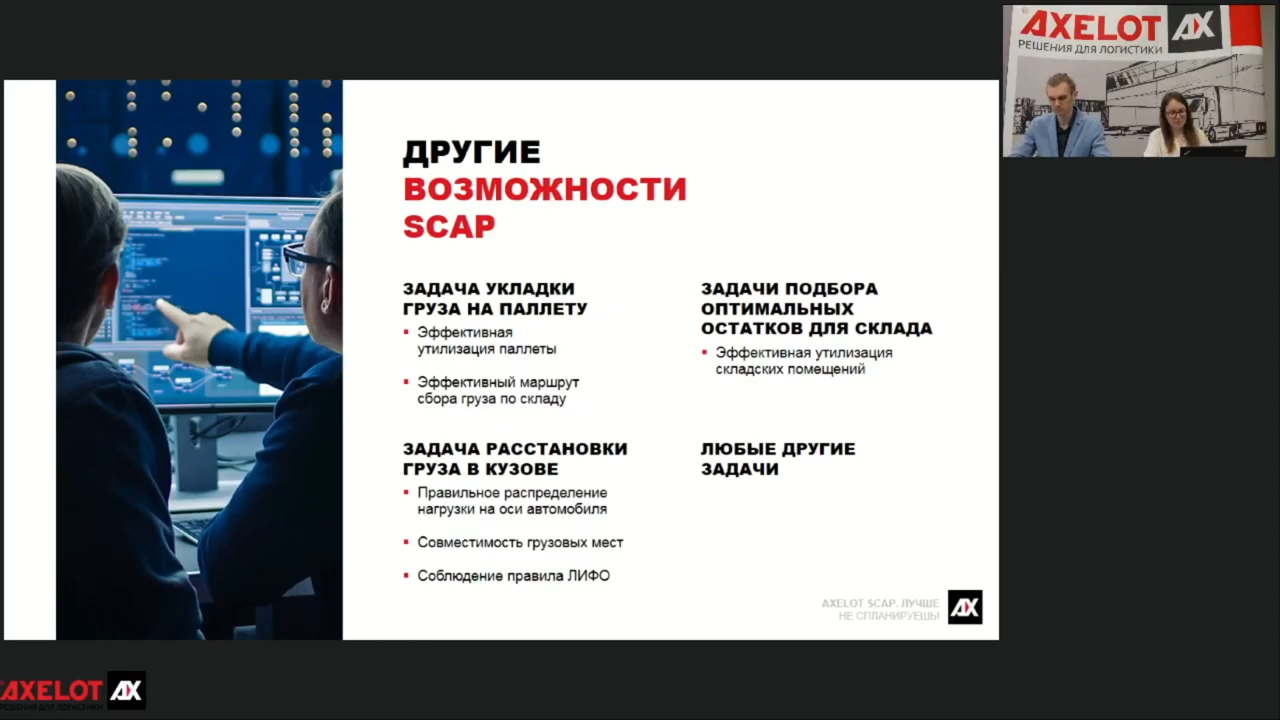 ДРУГИЕ
ВОЗМОЖНОСТИ
SCAP
ЗАДАЧА УКЛАДКИ
ГРУЗА НА ПАЛЛЕТУ
Эффективная
утилизация паллеты
Эффективный маршрут
сбора груза по складу
ЗАДАЧИ ПОДБОРА
ОПТИМАЛЬНЫХ
ОСТАТКОВ ДЛЯ СКЛАДА
Эффективная утилизация
складских помещений
ЗАДАЧА РАССТАНОВКИ
ГРУЗА В КУЗОВЕ
Правильное распределение
нагрузки на оси автомобиля
Совместимость грузовых мест
Соблюдение правила ЛИФО
ЛЮБЫЕ ДРУГИЕ
ЗАДАЧИ
AXELOT SCAP. ЛУЧШЕ
НЕ СПЛАНИРУЕШЬ!
AX
AXELOT AX
РЕШЕНИЯ ДЛЯ ЛОГИСТИКИ
AXELOT AX
РЕШЕНИЯ ДЛЯ ЛОГИСТИКИ